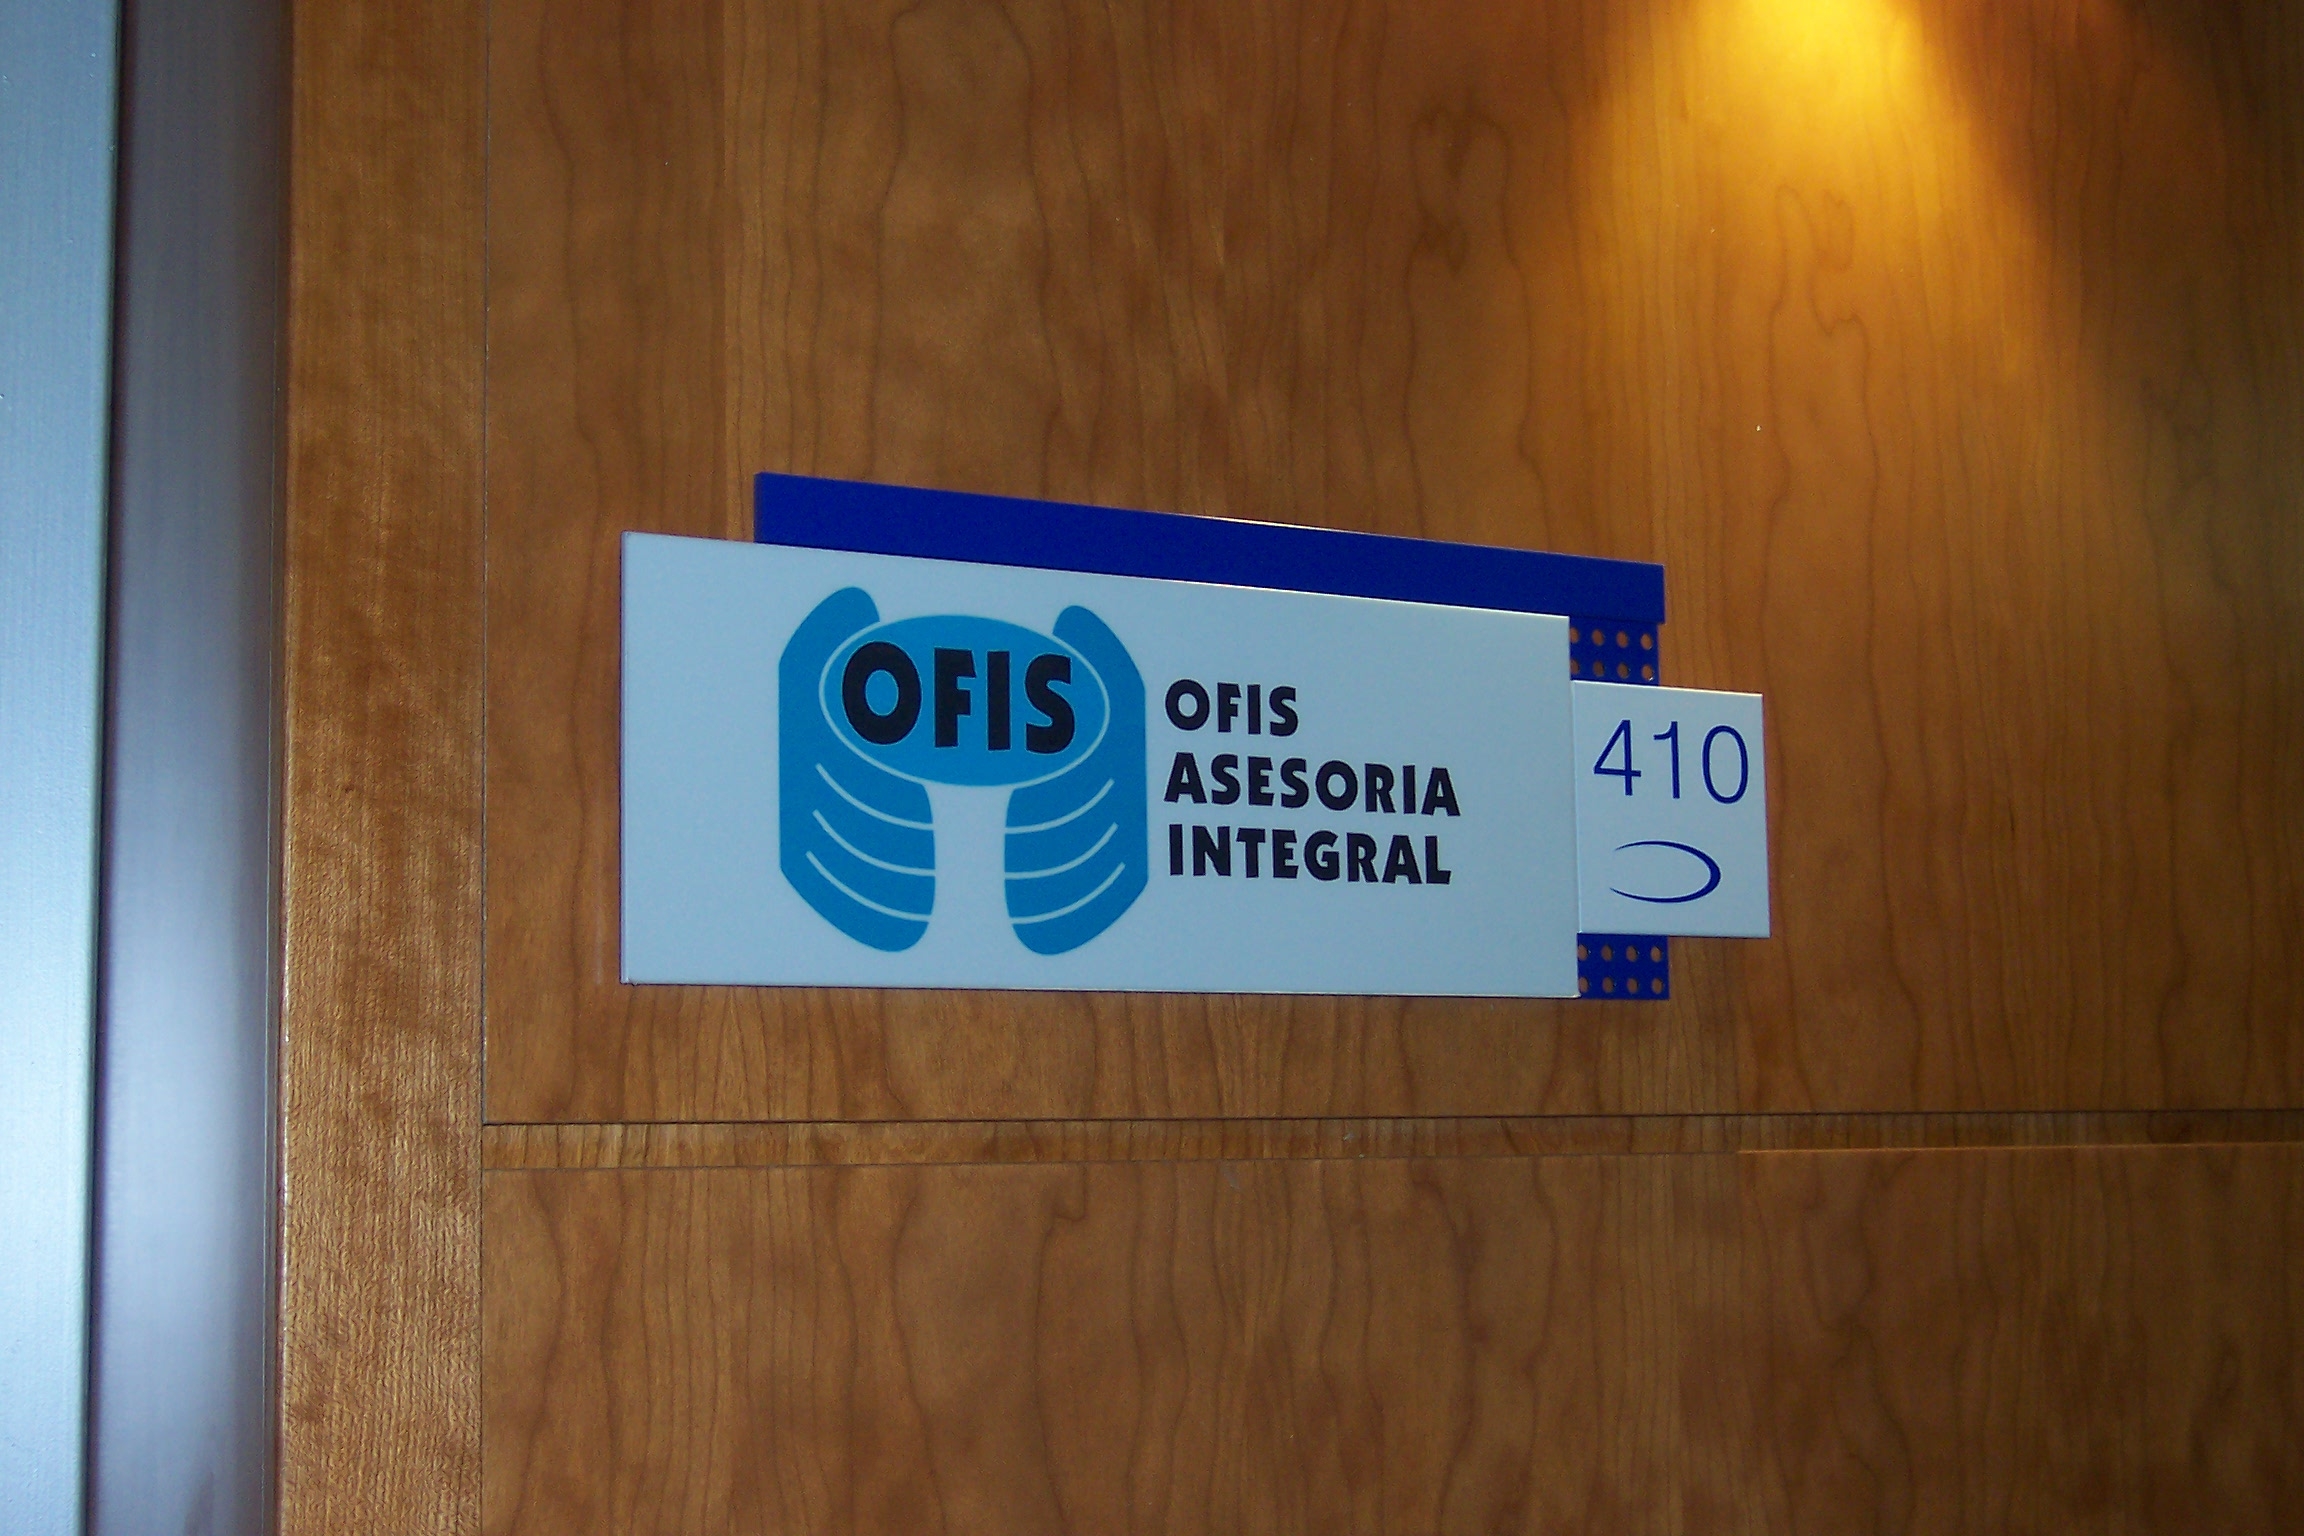 OFIS
OFIS
ASESORIA
INTEGRAL
410